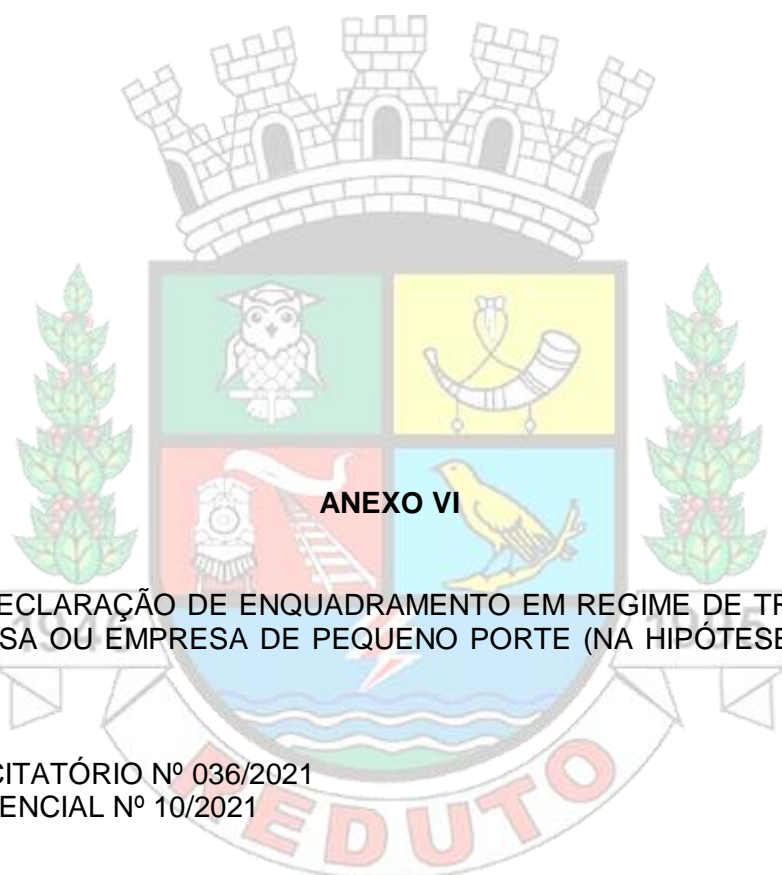 ANEXO VI
ECLARAÇÃO DE ENQUADRAMENTO EM REGIME DE TR
SA OU EMPRESA DE PEQUENO PORTE (NA HIPÓTESE
CITATÓRIO Nº 036/2021
ENCIAL Nº 10/2021
REDUTO